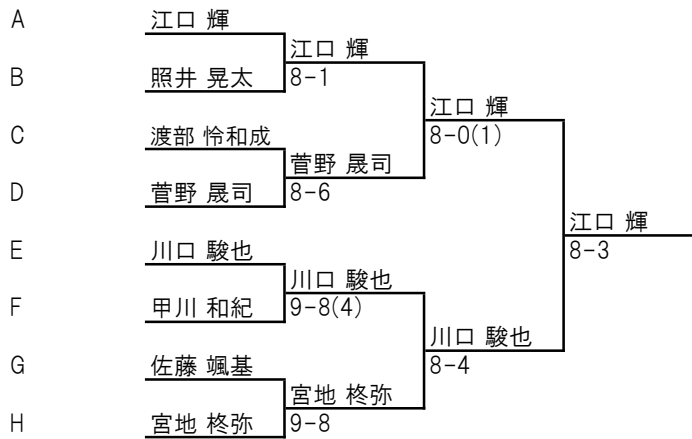 A 江口 輝
江口 輝
B 照井 晃太 8-1
江口 輝
C 渡部 怜和成 8-0(1)
菅野 晟司
D 菅野 晟司 8-6
江口 輝
E 川口 駿也 8-3
川口 駿也
F 甲川 和紀 9-8(4)
川口 駿也
G 佐藤 颯基 8-4
宮地 柊弥
H 宮地 柊弥 9-8